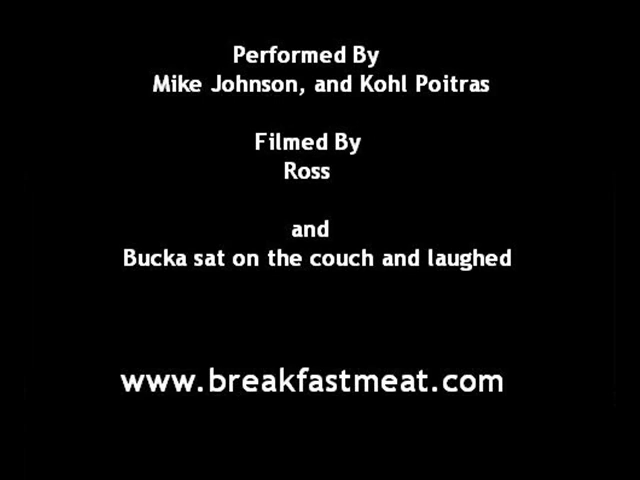 Performed By
Mike Johnson, and Kohl Poitras
Filmed By
Ross
and
Bucka sat on the couch and laughed
www.breakfastmeat.com